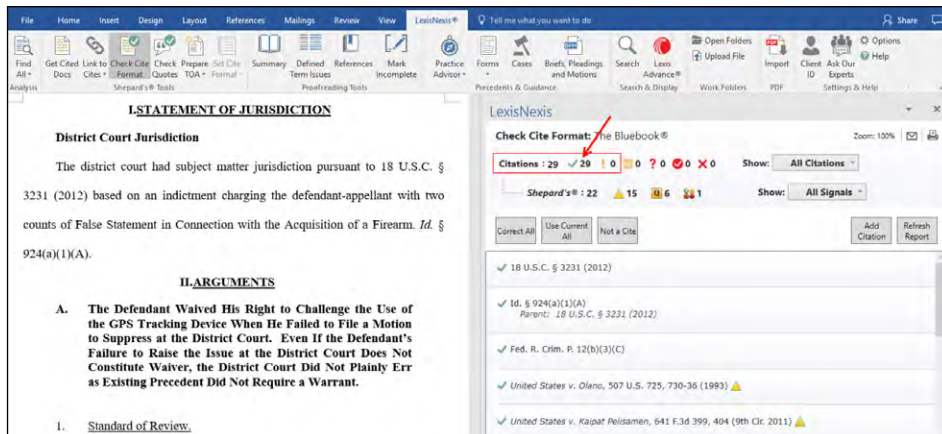 File Home Insert Design Layout References Mailings Review View LexisNexis® Tell me what you want to do Share
Find All Get Cited Docs Link to Cites Check Cite Format Check Quotes Prepare TOA Set Cite Format Summary Defined Term Issues References Mark Incomplete Practice Advisor Forms Cases Briefs, Pleadings and Motions Search Lexis Advance® Open Folders Upload File Import Client ID Ask Our Experts Options Help
Analysis Shepard's® Tools Proofreading Tools Precedents & Guidance Search & Display Work Folders PDF Settings & Help
I.STATEMENT OF JURISDICTION
District Court Jurisdiction
The district court had subject matter jurisdiction pursuant to 18 U.S.C. §
3231 (2012) based on an indictment charging the defendant-appellant with two
counts of False Statement in Connection with the Acquisition of a Firearm. Id. §
924(a)(1)(A).
II.ARGUMENTS
A. The Defendant Waived His Right to Challenge the Use of
the GPS Tracking Device When He Failed to File a Motion
to Suppress at the District Court. Even If the Defendant's
Failure to Raise the Issue at the District Court Does Not
Constitute Waiver, the District Court Did Not Plainly Err
as Existing Precedent Did Not Require a Warrant.
1. Standard of Review.
LexisNexis
Check Cite Format: The Bluebook® Zoom: 100%
Citations : 29 29 0 0 ? 0 0 0 Show: All Citations
Shepard's® : 22 15 Q 6 1 Show: All Signals
Correct All Use Current All Not a Cite Add Citation Refresh Report
18 U.S.C. § 3231 (2012)
Id. § 924(a)(1)(A)
Parent: 18 U.S.C. § 3231 (2012)
Fed. R. Crim. P. 12(b)(3)(C)
United States v. Olano, 507 U.S. 725, 730-36 (1993)
United States v. Kaipat Pelisamen, 641 F.3d 399, 404 (9th Cir. 2011)